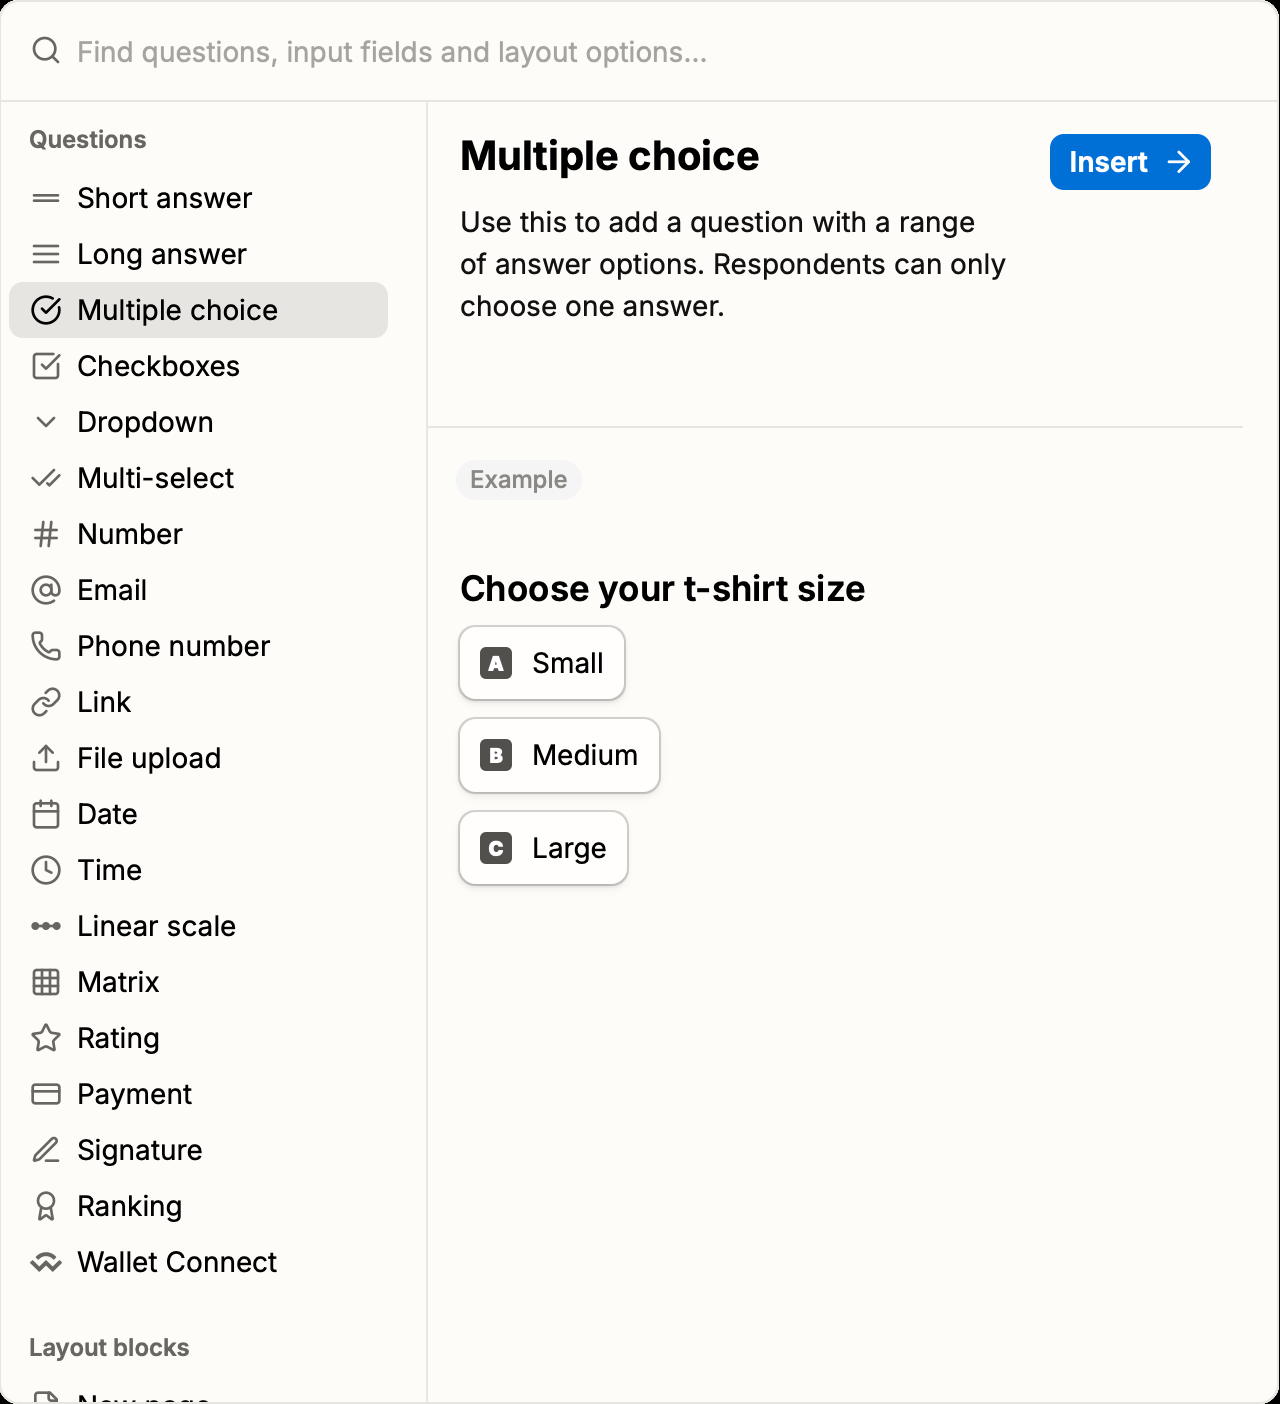 Find questions, input fields and layout options...
Questions
Short answer
Long answer
Multiple choice
Checkboxes
Dropdown
Multi-select
Number
Email
Phone number
Link
File upload
Date
Time
Linear scale
Matrix
Rating
Payment
Signature
Ranking
Wallet Connect
Layout blocks
New page
Multiple choice
Insert
Use this to add a question with a range
of answer options. Respondents can only
choose one answer.
Example
Choose your t-shirt size
A Small
B Medium
C Large